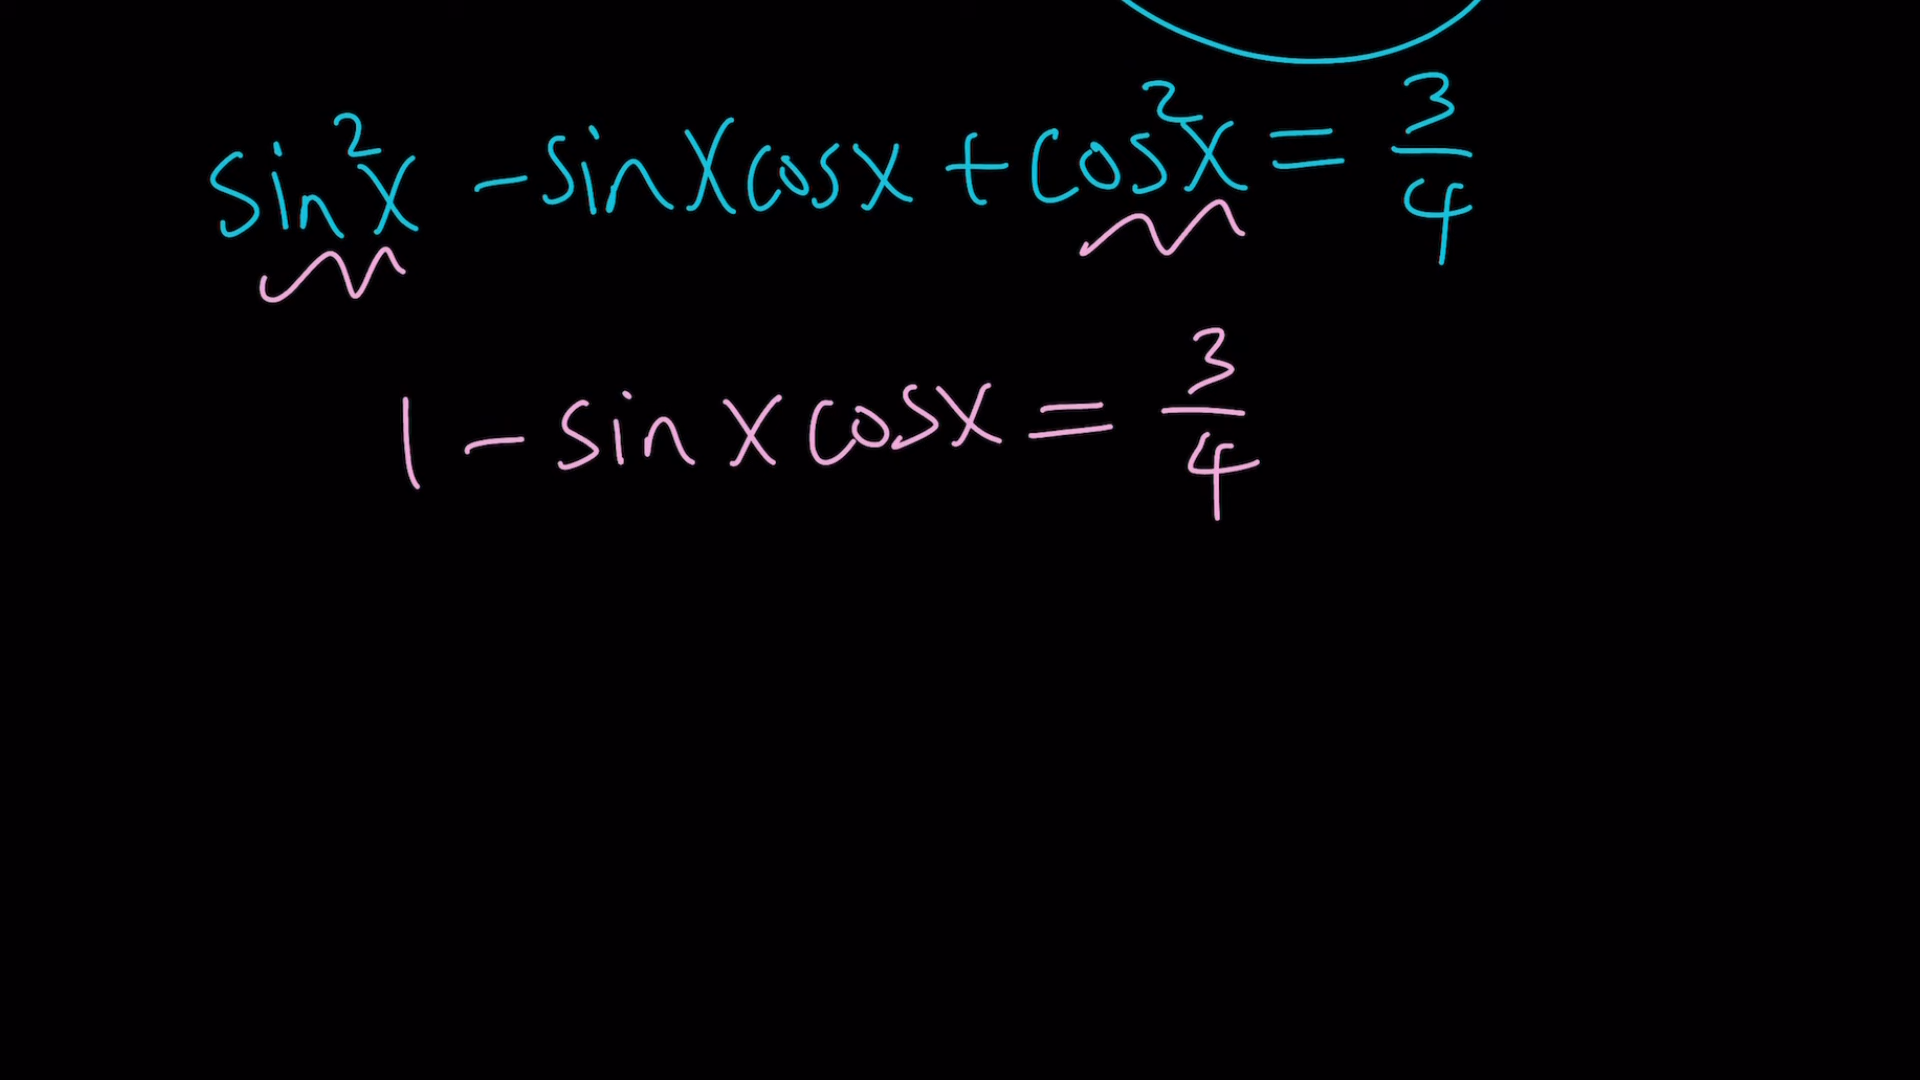 sin²x - sinxcosx + cos²x = 3/4
1 - sinxcosx = 3/4